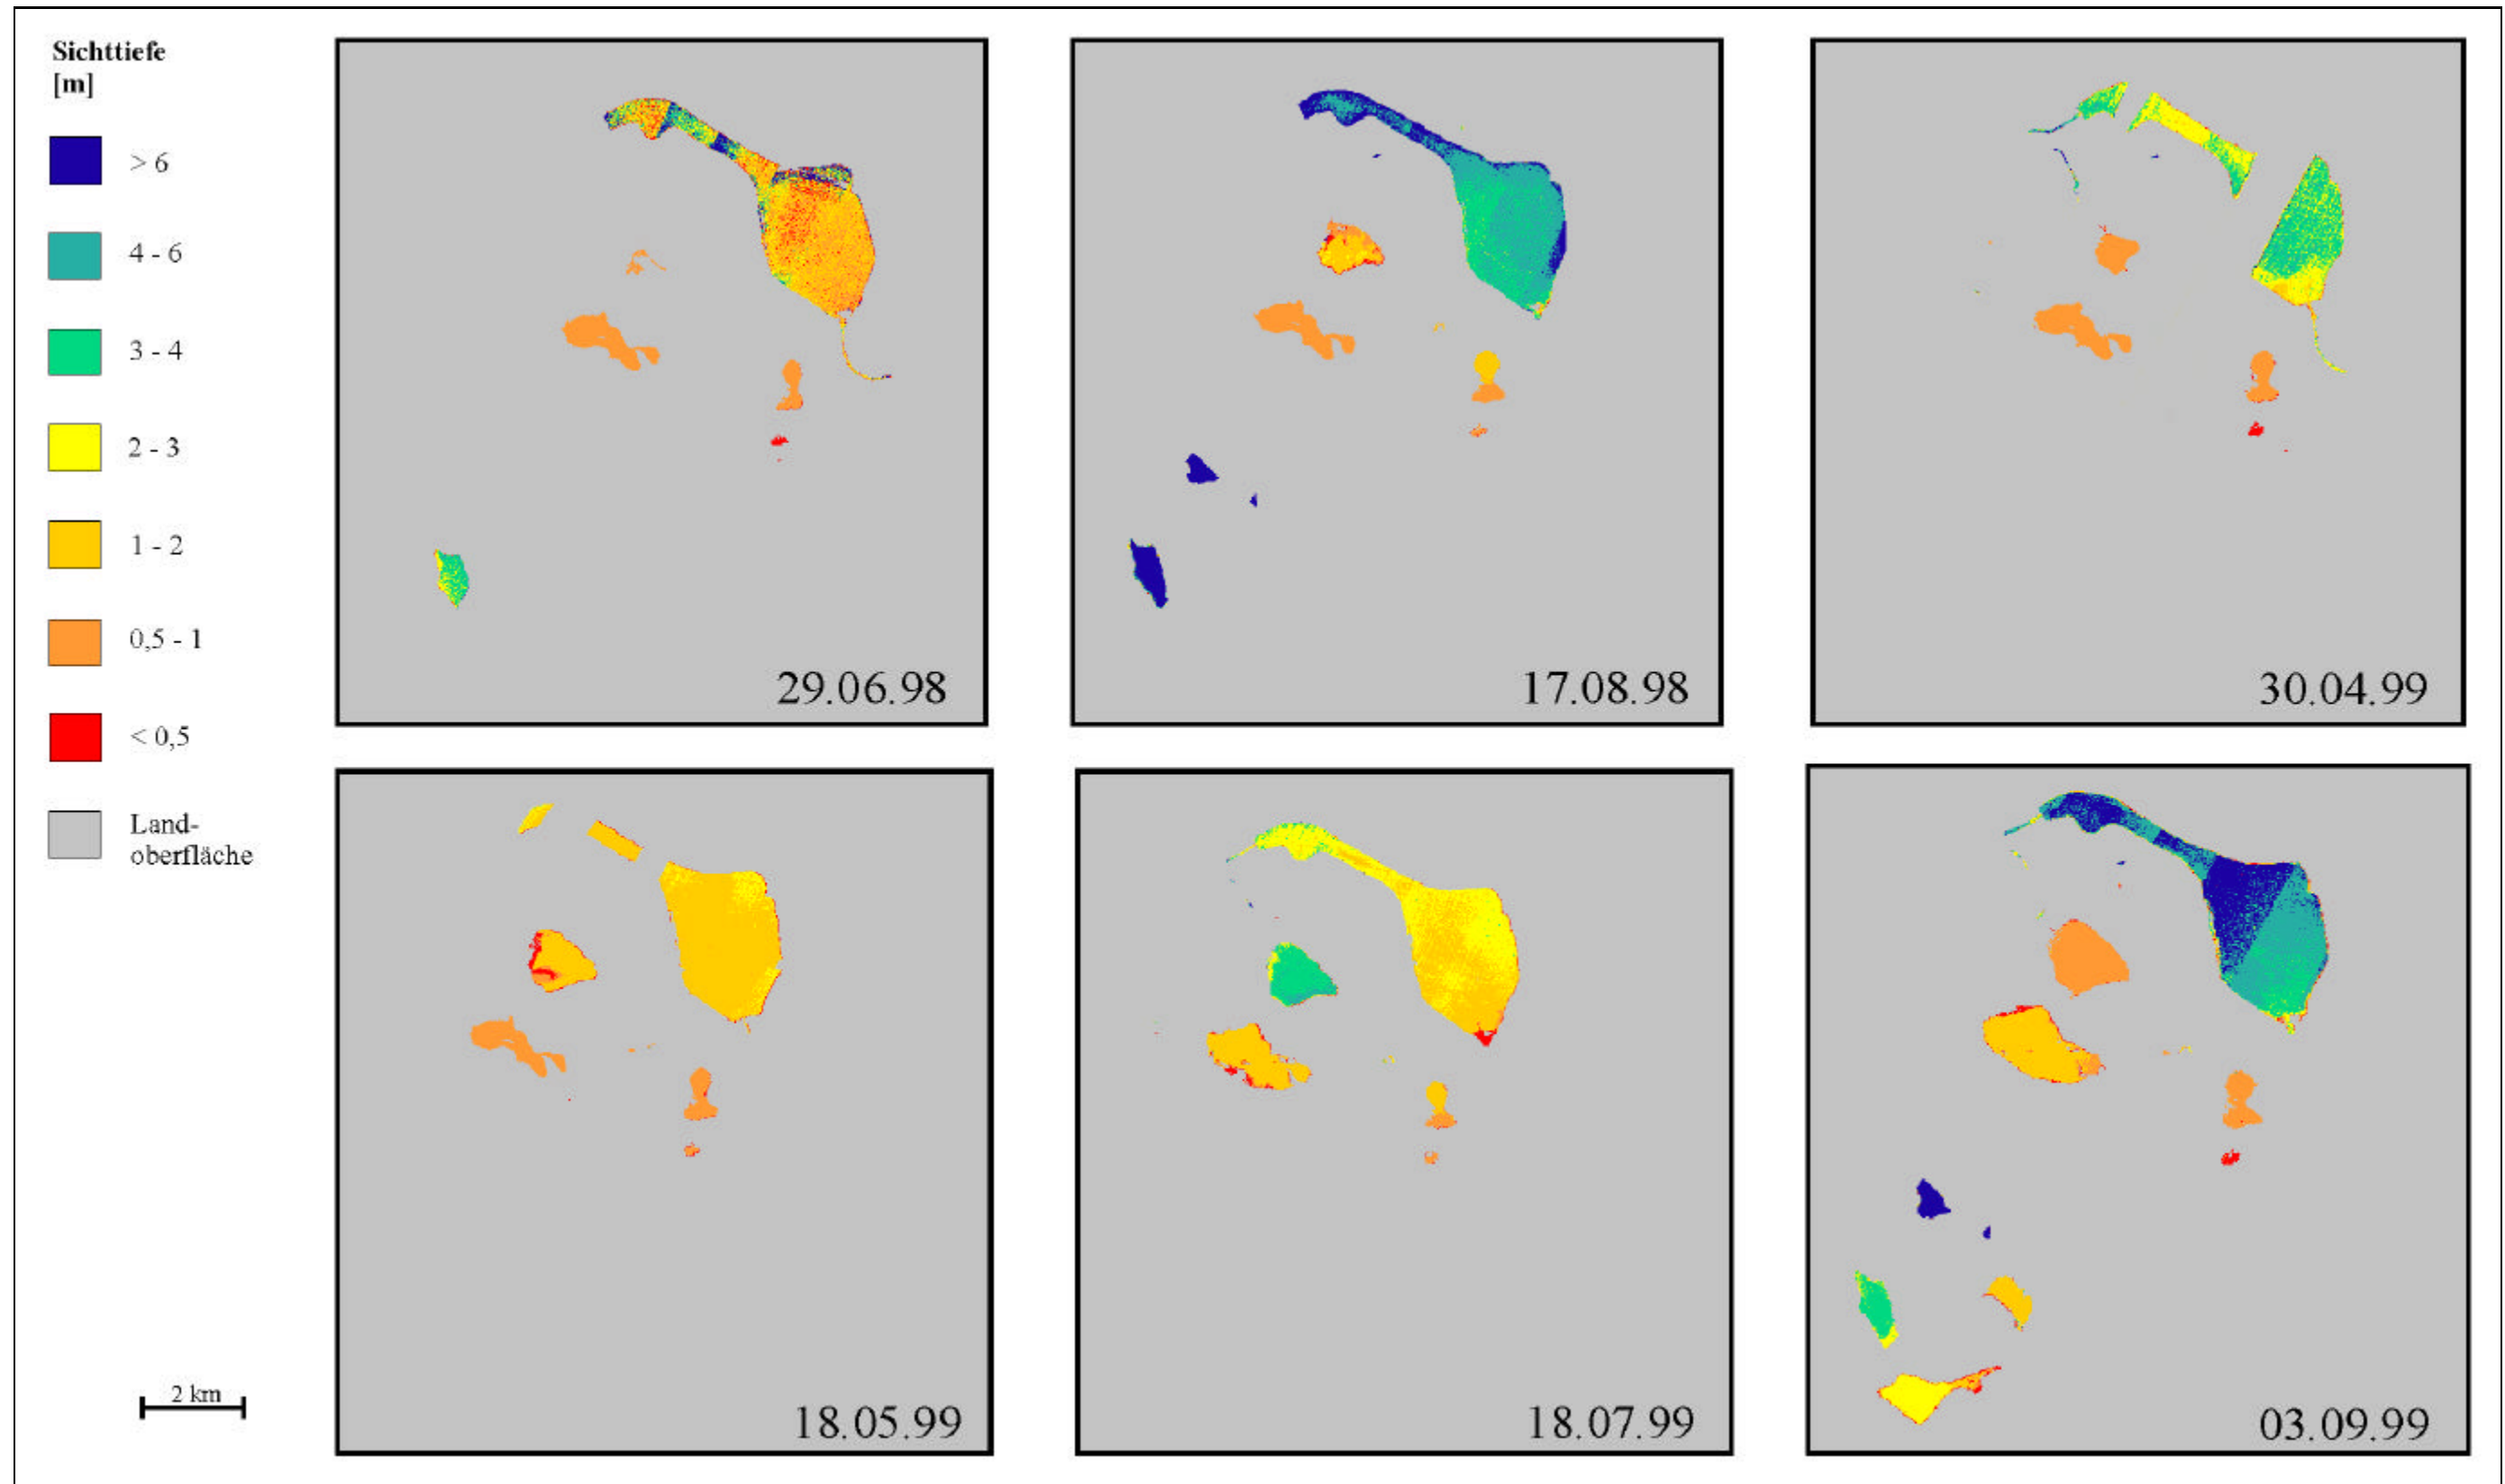 Sichttiefe
[m]
> 6
4 - 6
3 - 4
2 - 3
1 - 2
0,5 - 1
< 0,5
Land-
oberfläche
2 km
29.06.98
17.08.98
30.04.99
18.05.99
18.07.99
03.09.99